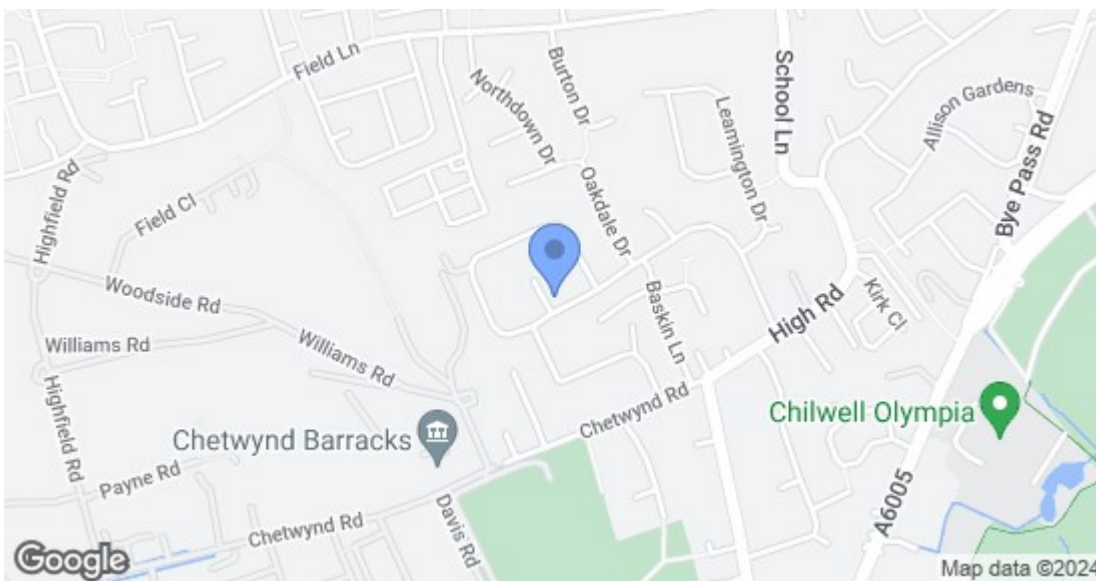 Field Ln
Burton Dr
Northdown Dr
School Ln
Leamington Dr
Allison Gardens
Bye Pass Rd
Highfield Rd
Field Cl
Oakdale Dr
Woodside Rd
Williams Rd
Williams Rd
Baskin Ln
High Rd
Kirk Cl
Highfield Rd
Chetwynd Barracks
Chetwynd Rd
Chilwell Olympia
Payne Rd
Chetwynd Rd
Davis Rd
A6005
Google
Map data ©2024